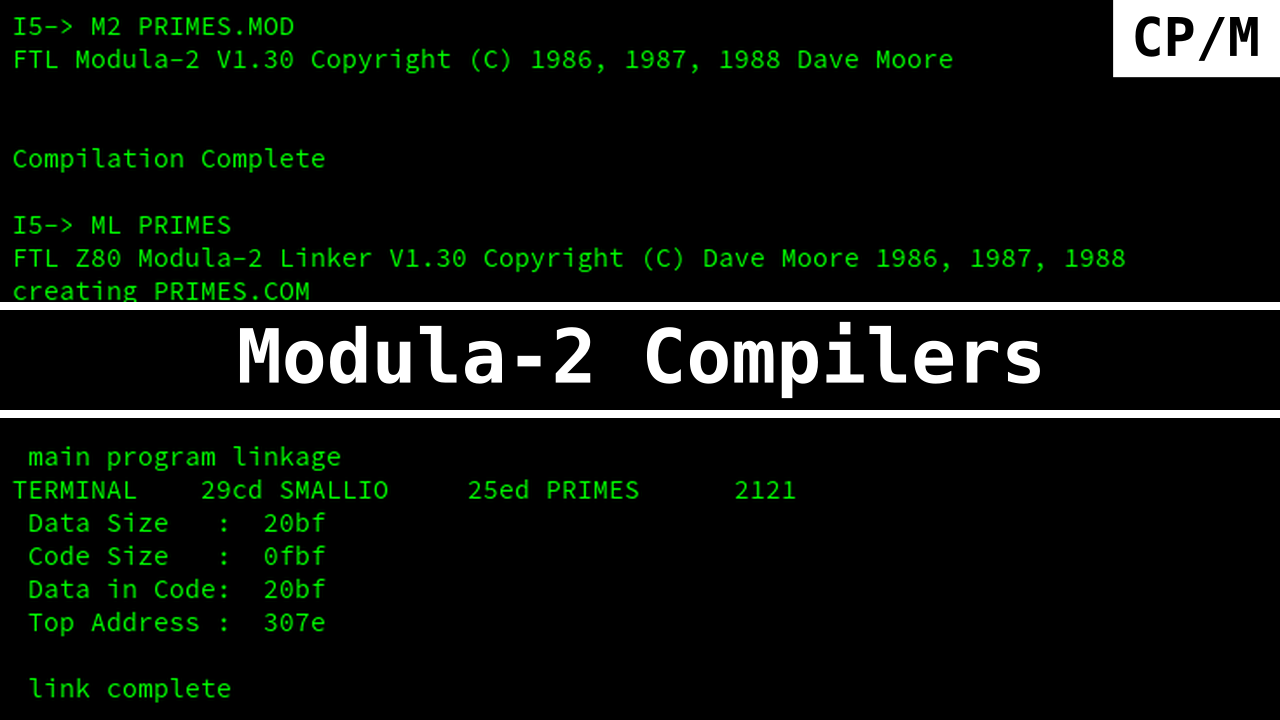 I5-> M2 PRIMES.MOD
CP/M
FTL Modula-2 V1.30 Copyright (C) 1986, 1987, 1988 Dave Moore
Compilation Complete
I5-> ML PRIMES
FTL Z80 Modula-2 Linker V1.30 Copyright (C) Dave Moore 1986, 1987, 1988
creating PRIMES.COM
Modula-2 Compilers
main program linkage
TERMINAL    29cd SMALLIO     25ed PRIMES      2121
Data Size   :  20bf
Code Size   :  0fbf
Data in Code:  20bf
Top Address :  307e
link complete